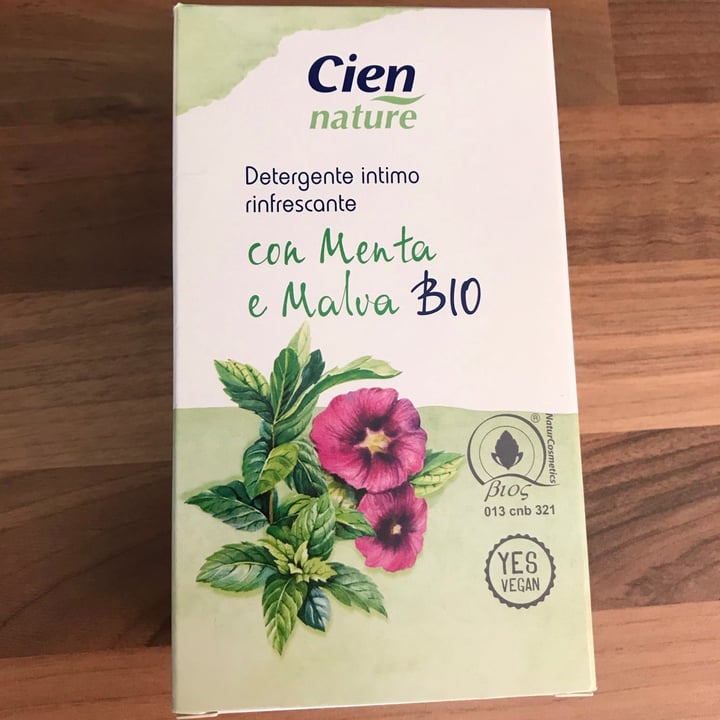 Cien
nature
Detergente intimo
rinfrescante
con Menta
e Malva BIO
NaturCosmetics
®
βιος
013 cnb 321
YES
VEGAN